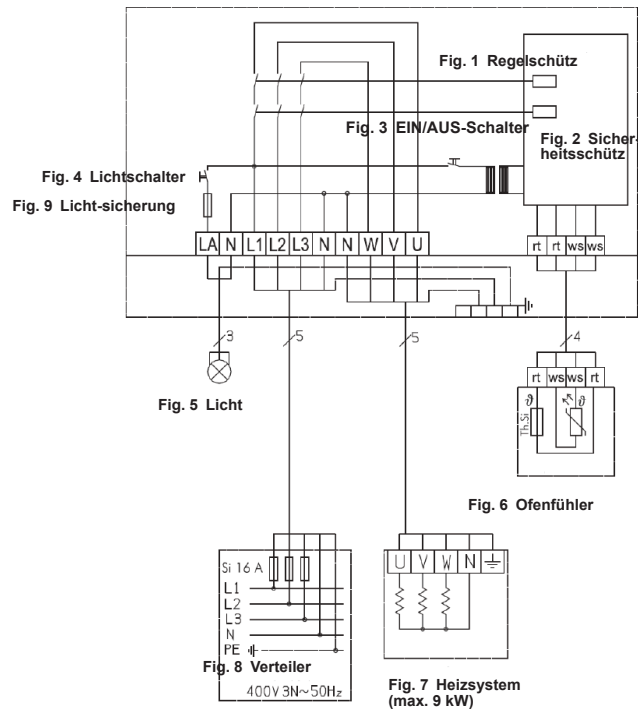 Fig. 1 Regelschütz
Fig. 3 EIN/AUS-Schalter
Fig. 2 Sicher-
heitsschütz
Fig. 4 Lichtschalter
Fig. 9 Licht-sicherung
LA N L1 L2 L3 N N W V U
rt rt ws ws
3
5
5
4
Fig. 5 Licht
rt ws ws rt
ϑ ϑ
Th.Si
Fig. 6 Ofenfühler
Si 16 A
L1
L2
L3
N
PE
Fig. 8 Verteiler
400V 3N~50Hz
U V W N
Fig. 7 Heizsystem
(max. 9 kW)